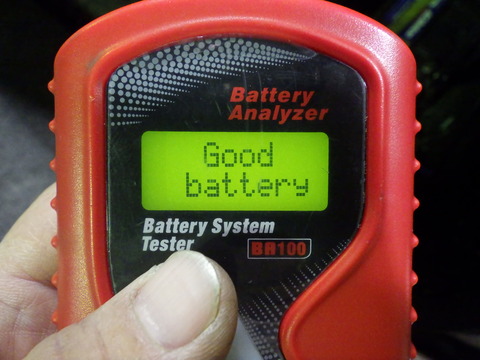 Battery
Analyzer
Good
battery
Battery System
Tester
BA100